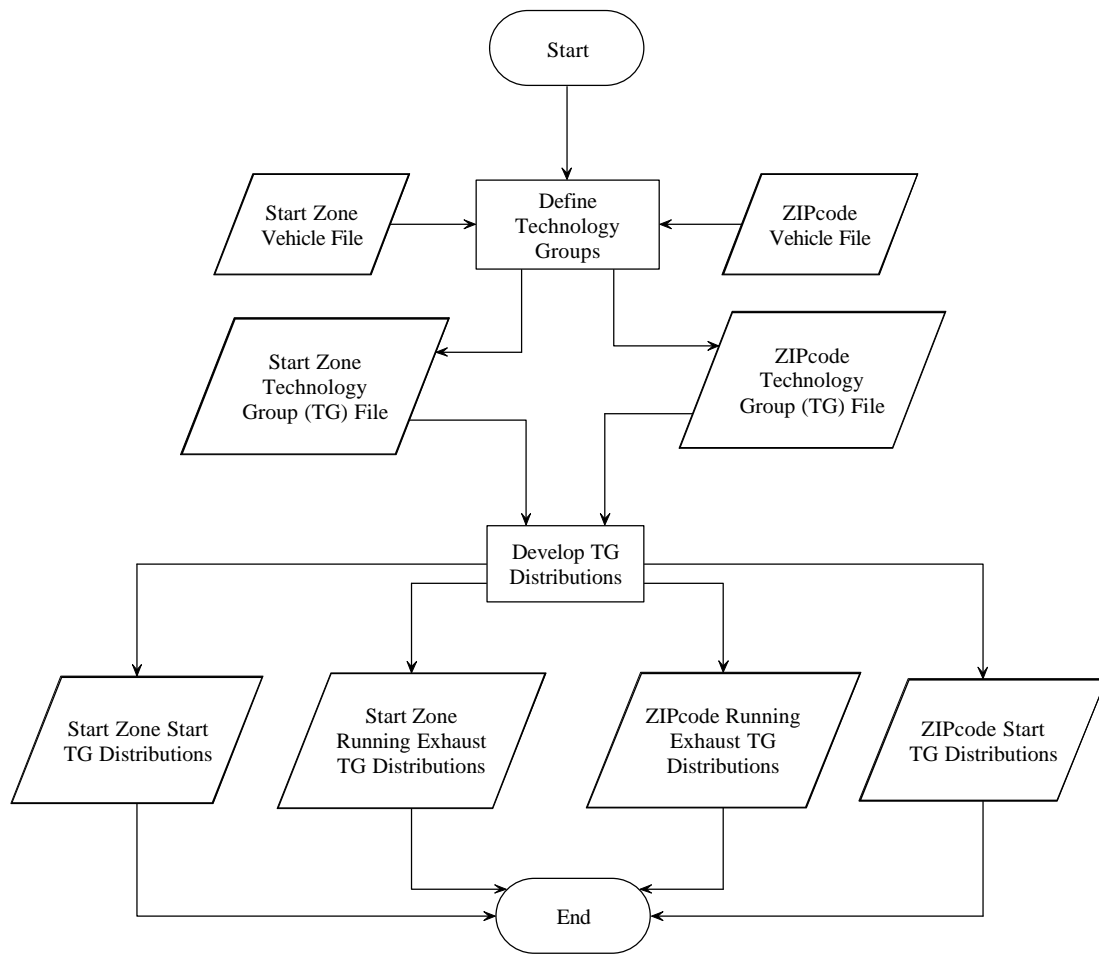 Start
Start Zone
Vehicle File
Define
Technology
Groups
ZIPcode
Vehicle File
Start Zone
Technology
Group (TG) File
ZIPcode
Technology
Group (TG) File
Develop TG
Distributions
Start Zone Start
TG Distributions
Start Zone
Running Exhaust
TG Distributions
ZIPcode Running
Exhaust TG
Distributions
ZIPcode Start
TG Distributions
End